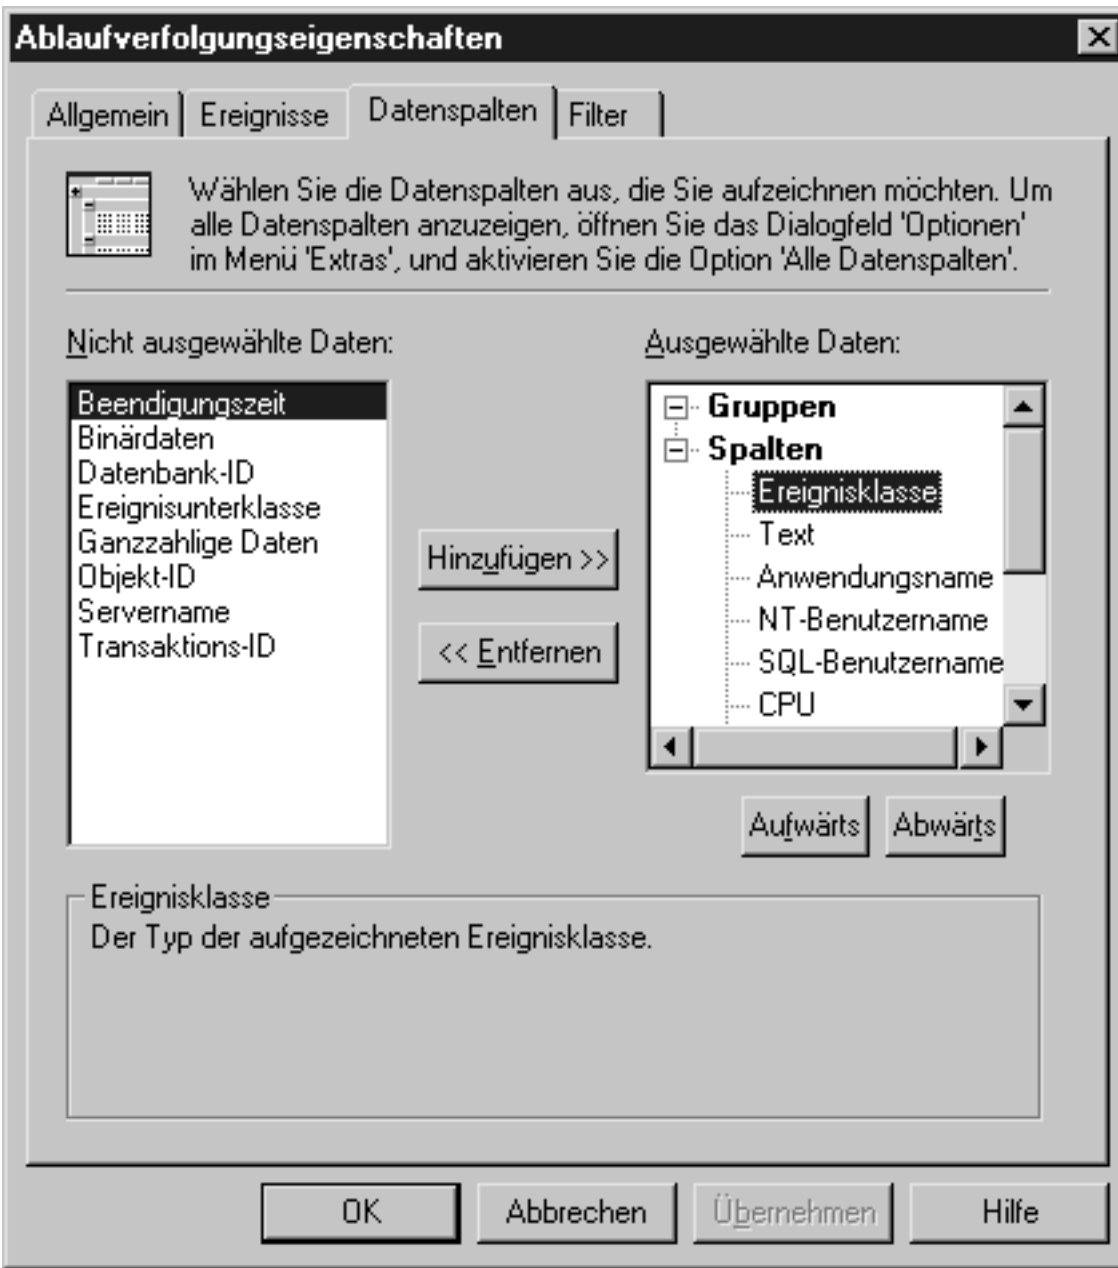 Ablaufverfolgungseigenschaften
Allgemein
Ereignisse
Datenspalten
Filter
Wählen Sie die Datenspalten aus, die Sie aufzeichnen möchten. Um
alle Datenspalten anzuzeigen, öffnen Sie das Dialogfeld 'Optionen'
im Menü 'Extras', und aktivieren Sie die Option 'Alle Datenspalten'.
Nicht ausgewählte Daten:
Beendigungszeit
Binärdaten
Datenbank-ID
Ereignisunterklasse
Ganzzahlige Daten
Objekt-ID
Servername
Transaktions-ID
Hinzufügen >>
<< Entfernen
Ausgewählte Daten:
Gruppen
Spalten
Ereignisklasse
Text
Anwendungsname
NT-Benutzername
SQL-Benutzername
CPU
Aufwärts
Abwärts
Ereignisklasse
Der Typ der aufgezeichneten Ereignisklasse.
OK
Abbrechen
Übernehmen
Hilfe